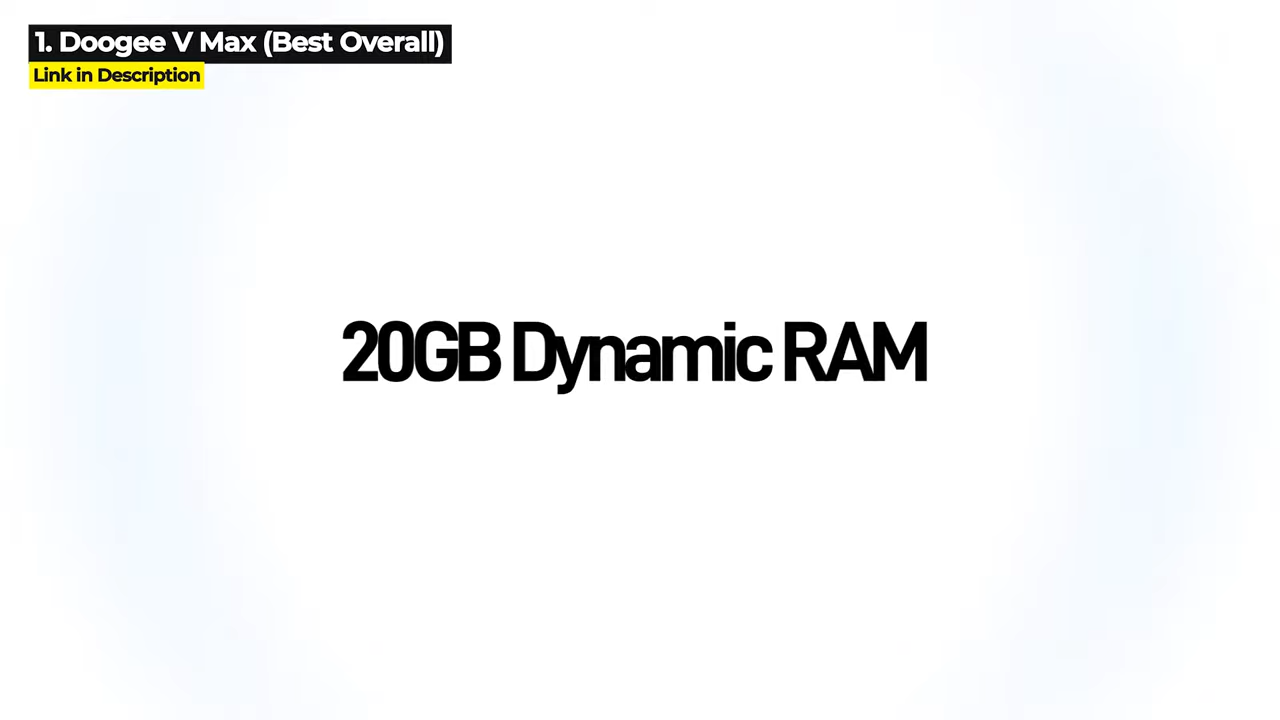 1. Doogee V Max (Best Overall)
Link in Description
20GB Dynamic RAM